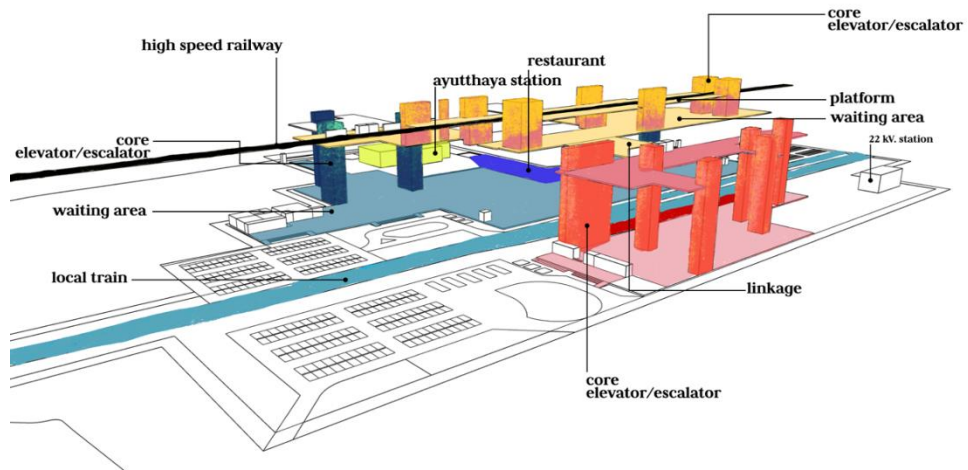 core
elevator/escalator
high speed railway
restaurant
ayutthaya station
platform
waiting area
core
elevator/escalator
22 kv. station
waiting area
local train
linkage
core
elevator/escalator